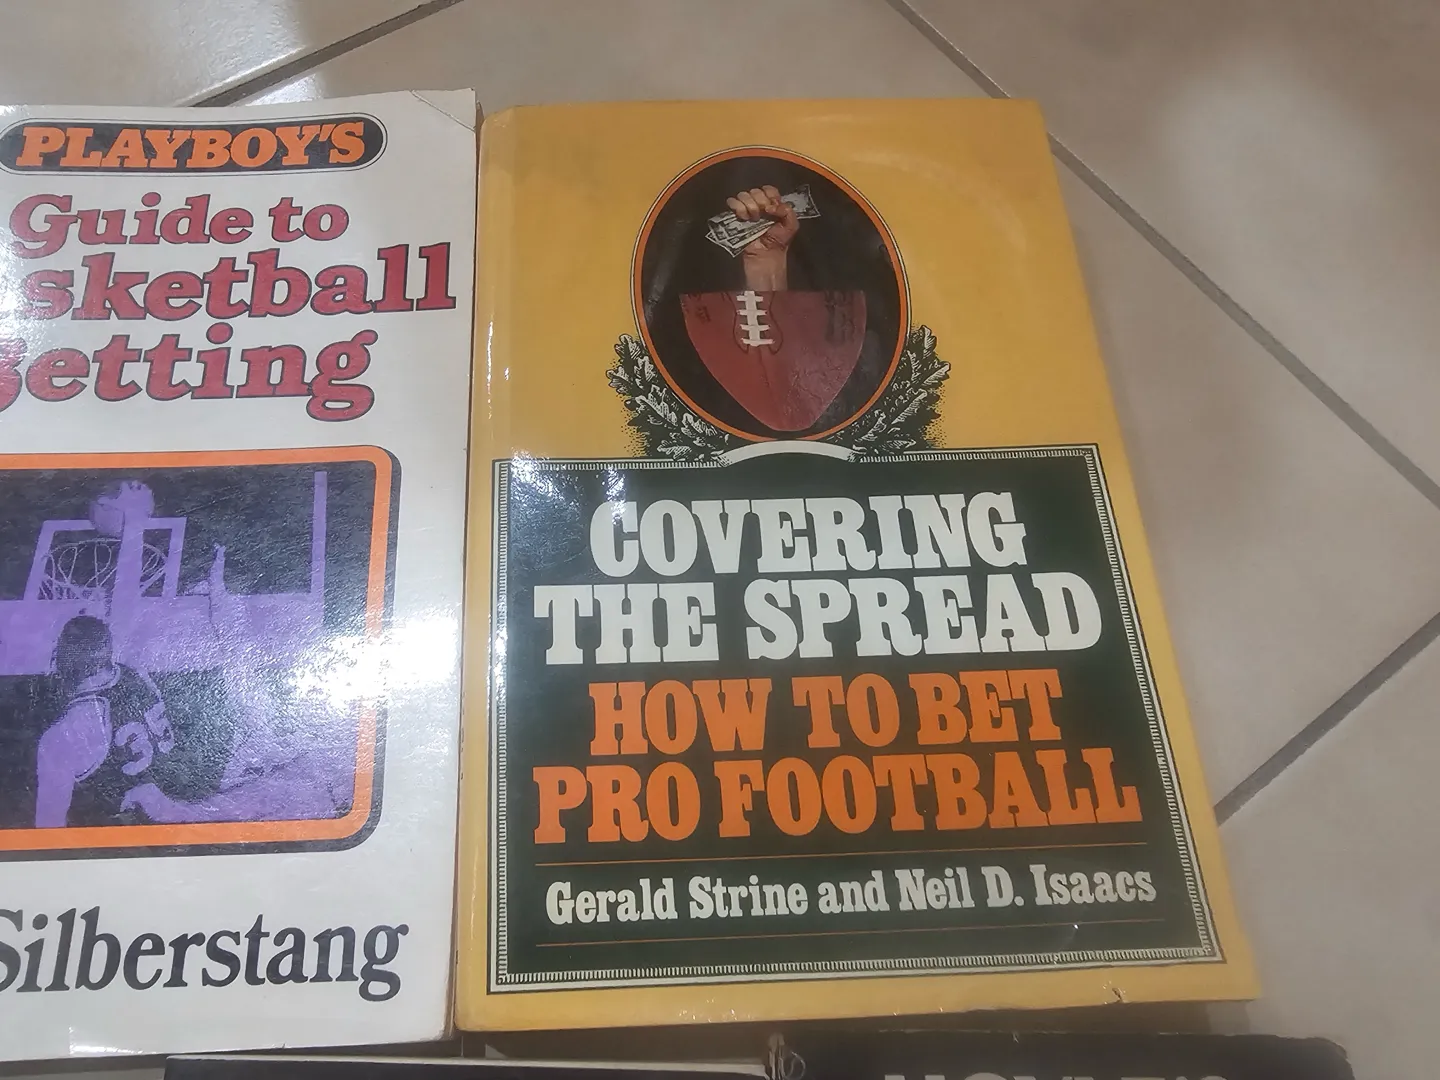 PLAYBOY'S
Guide to
sketball
Betting
Silberstang
35
COVERING
THE SPREAD
HOW TO BET
PRO FOOTBALL
Gerald Strine and Neil D. Isaacs